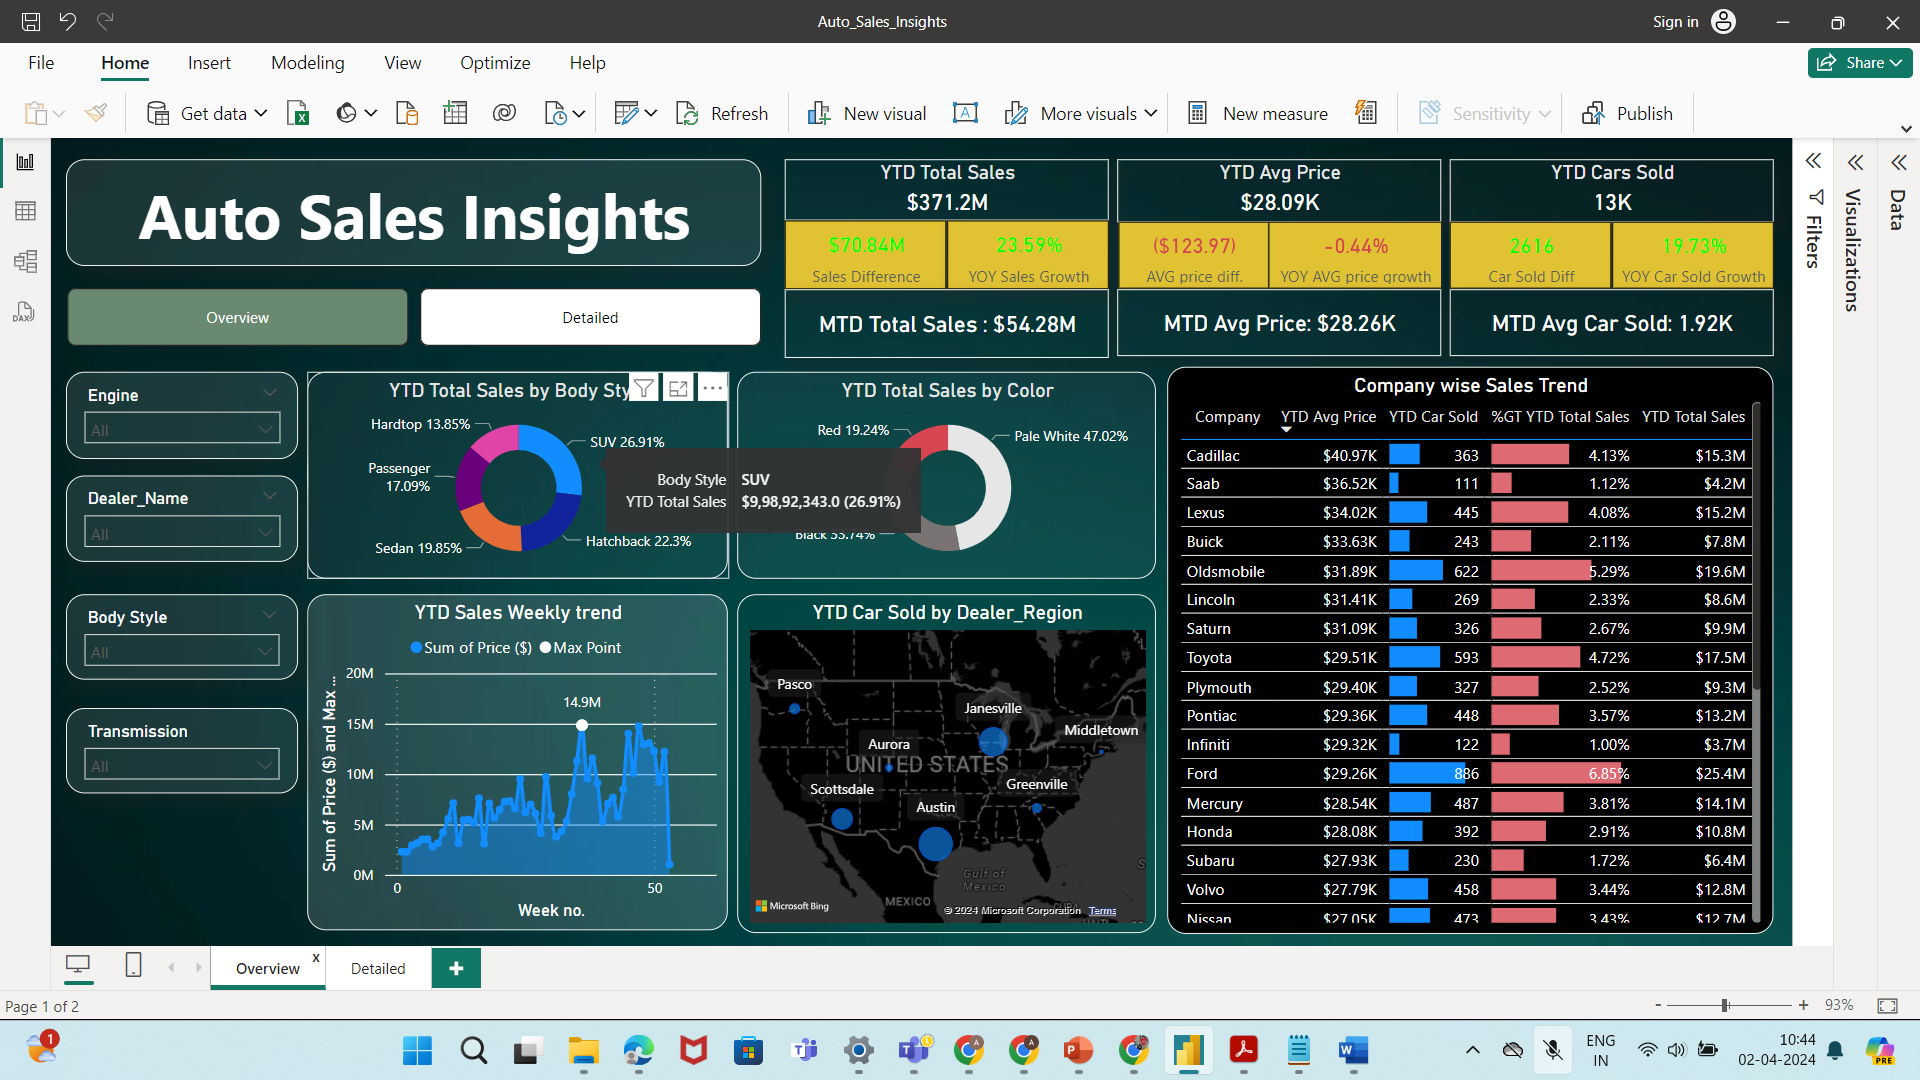 Auto_Sales_Insights
Sign in
File
Home
Insert
Modeling
View
Optimize
Help
Share
Get data
Refresh
New visual
More visuals
New measure
Sensitivity
Publish
Auto Sales Insights
Overview
Detailed
YTD Total Sales
$371.2M
$70.84M
Sales Difference
23.59%
YOY Sales Growth
MTD Total Sales : $54.28M
YTD Avg Price
$28.09K
($123.97)
AVG price diff.
-0.44%
YOY AVG price growth
MTD Avg Price: $28.26K
YTD Cars Sold
13K
2616
Car Sold Diff
19.73%
YOY Car Sold Growth
MTD Avg Car Sold: 1.92K
Filters
Visualizations
Data
Engine
All
Dealer_Name
All
Body Style
All
Transmission
All
YTD Total Sales by Body Sty
Hardtop 13.85%
SUV 26.91%
Passenger
17.09%
Sedan 19.85%
Hatchback 22.3%
Body Style SUV
YTD Total Sales $9,98,92,343.0 (26.91%)
YTD Total Sales by Color
Red 19.24%
Pale White 47.02%
Black 33.74%
YTD Sales Weekly trend
Sum of Price ($) Max Point
Sum of Price ($) and Max ...
20M
15M
10M
5M
0M
14.9M
0
50
Week no.
YTD Car Sold by Dealer_Region
Pasco
Janesville
Middletown
Aurora
UNITED STATES
Scottsdale
Greenville
Austin
Gulf of
Mexico
MEXICO
CUBA
Microsoft Bing
© 2024 Microsoft Corporation Terms
Company wise Sales Trend
Company YTD Avg Price YTD Car Sold %GT YTD Total Sales YTD Total Sales
Cadillac $40.97K 363 4.13% $15.3M
Saab $36.52K 111 1.12% $4.2M
Lexus $34.02K 445 4.08% $15.2M
Buick $33.63K 243 2.11% $7.8M
Oldsmobile $31.89K 622 5.29% $19.6M
Lincoln $31.41K 269 2.33% $8.6M
Saturn $31.09K 326 2.67% $9.9M
Toyota $29.51K 593 4.72% $17.5M
Plymouth $29.40K 327 2.52% $9.3M
Pontiac $29.36K 448 3.57% $13.2M
Infiniti $29.32K 122 1.00% $3.7M
Ford $29.26K 886 6.85% $25.4M
Mercury $28.54K 487 3.81% $14.1M
Honda $28.08K 392 2.91% $10.8M
Subaru $27.93K 230 1.72% $6.4M
Volvo $27.79K 458 3.44% $12.8M
Nissan $27.05K 473 3.43% $12.7M
Overview
x
Detailed
Page 1 of 2
93%
1
ENG
IN
10:44
02-04-2024
PRE